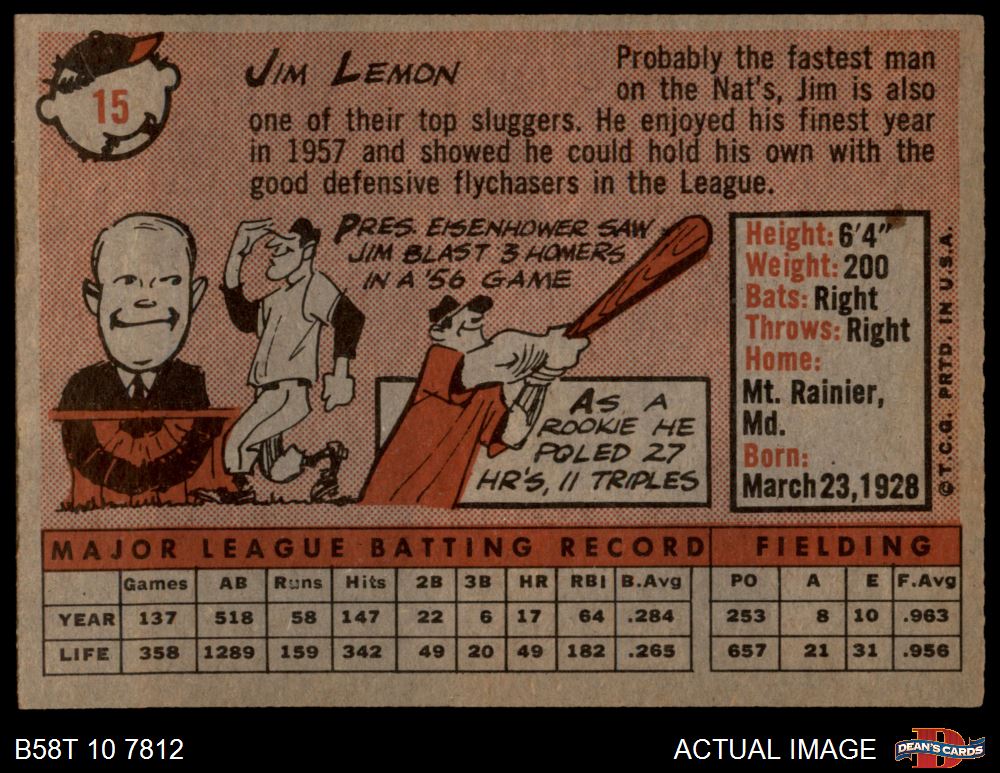 15
JIM LEMON
Probably the fastest man
on the Nat's, Jim is also
one of their top sluggers. He enjoyed his finest year
in 1957 and showed he could hold his own with the
good defensive flychasers in the League.
PRES. EISENHOWER SAW
JIM BLAST 3 HOMERS
IN A '56 GAME
AS A
ROOKIE HE
POLED 27
HR'S, 11 TRIPLES
Height: 6'4"
Weight: 200
Bats: Right
Throws: Right
Home:
Mt. Rainier,
Md.
Born:
March 23, 1928
© T.C.G. PRTD. IN U.S.A.
MAJOR LEAGUE BATTING RECORD FIELDING
Games AB Runs Hits 2B 3B HR RBI B.Avg PO A E F.Avg
YEAR 137 518 58 147 22 6 17 64 .284 253 8 10 .963
LIFE 358 1289 159 342 49 20 49 182 .265 657 21 31 .956
B58T 10 7812
ACTUAL IMAGE
D
DEAN'S CARDS